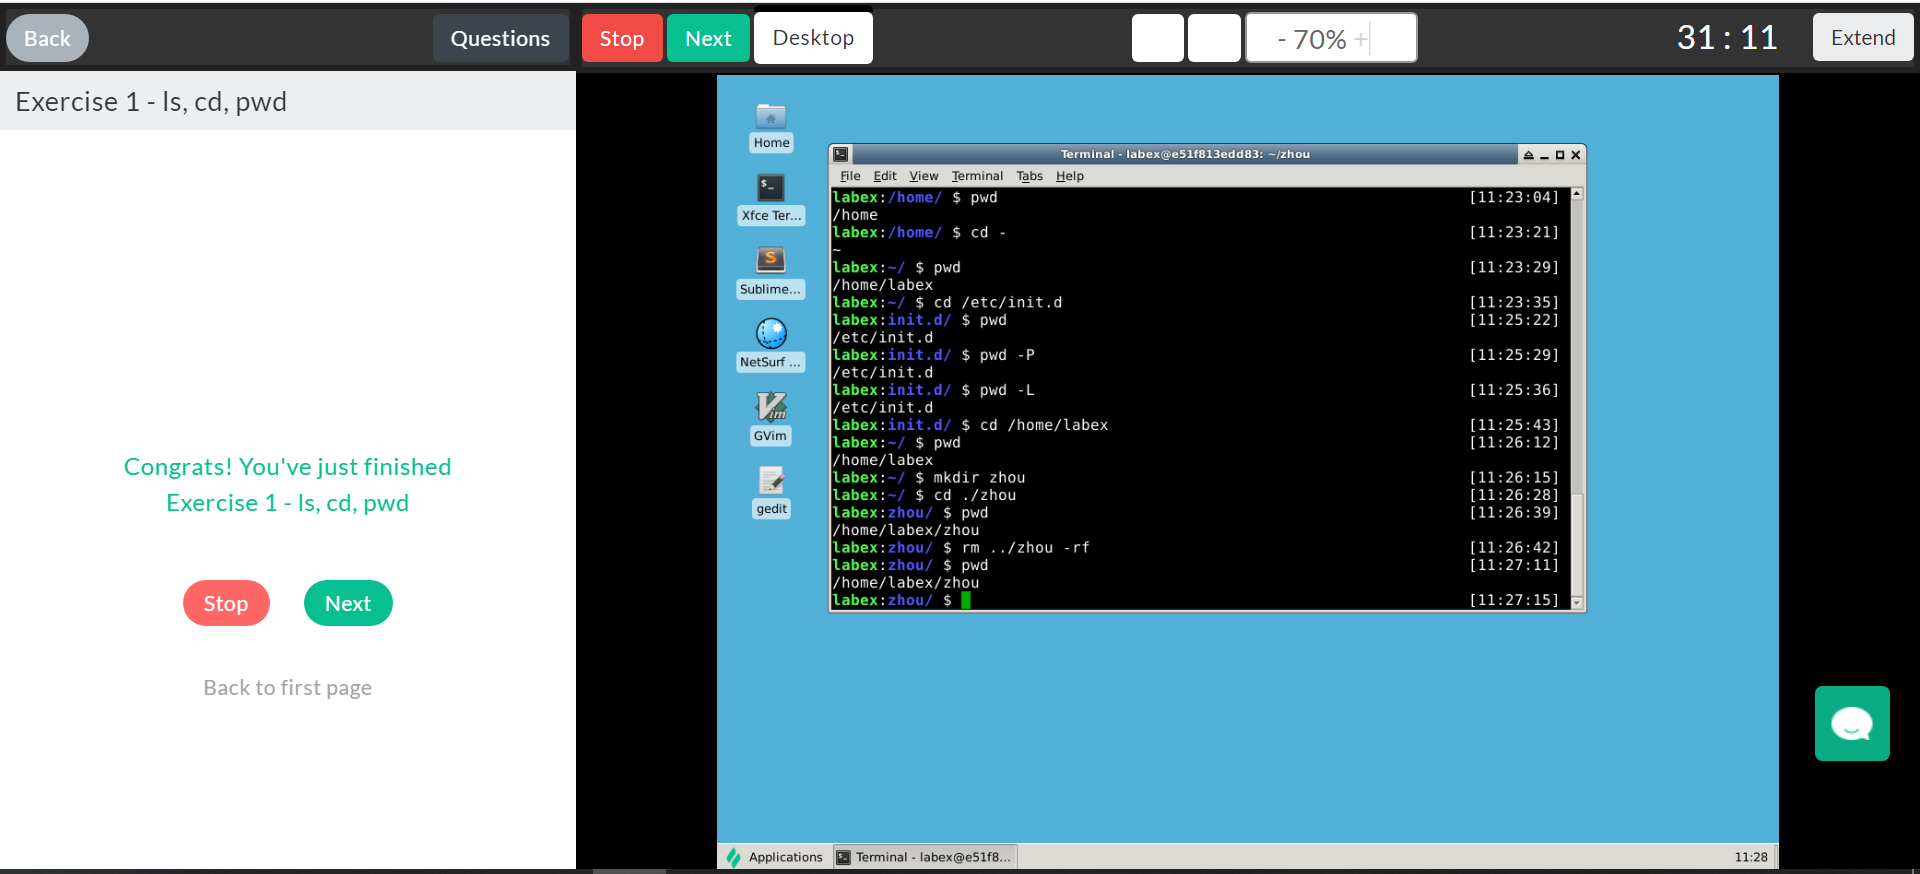 Back
Questions
Stop
Next
Desktop
- 70% +
31 : 11
Extend
Exercise 1 - ls, cd, pwd
Congrats! You've just finished
Exercise 1 - ls, cd, pwd
Stop
Next
Back to first page
Home
Xfce Ter...
Sublime...
NetSurf ...
GVim
gedit
Terminal - labex@e51f813edd83: ~/zhou
File Edit View Terminal Tabs Help
labex:/home/ $ pwd [11:23:04]
/home
labex:/home/ $ cd - [11:23:21]
~
labex:~/ $ pwd [11:23:29]
/home/labex
labex:~/ $ cd /etc/init.d [11:23:35]
labex:init.d/ $ pwd [11:25:22]
/etc/init.d
labex:init.d/ $ pwd -P [11:25:29]
/etc/init.d
labex:init.d/ $ pwd -L [11:25:36]
/etc/init.d
labex:init.d/ $ cd /home/labex [11:25:43]
labex:~/ $ pwd [11:26:12]
/home/labex
labex:~/ $ mkdir zhou [11:26:15]
labex:~/ $ cd ./zhou [11:26:28]
labex:zhou/ $ pwd [11:26:39]
/home/labex/zhou
labex:zhou/ $ rm ../zhou -rf [11:26:42]
labex:zhou/ $ pwd [11:27:11]
/home/labex/zhou
labex:zhou/ $ [11:27:15]
Applications
Terminal - labex@e51f8...
11:28